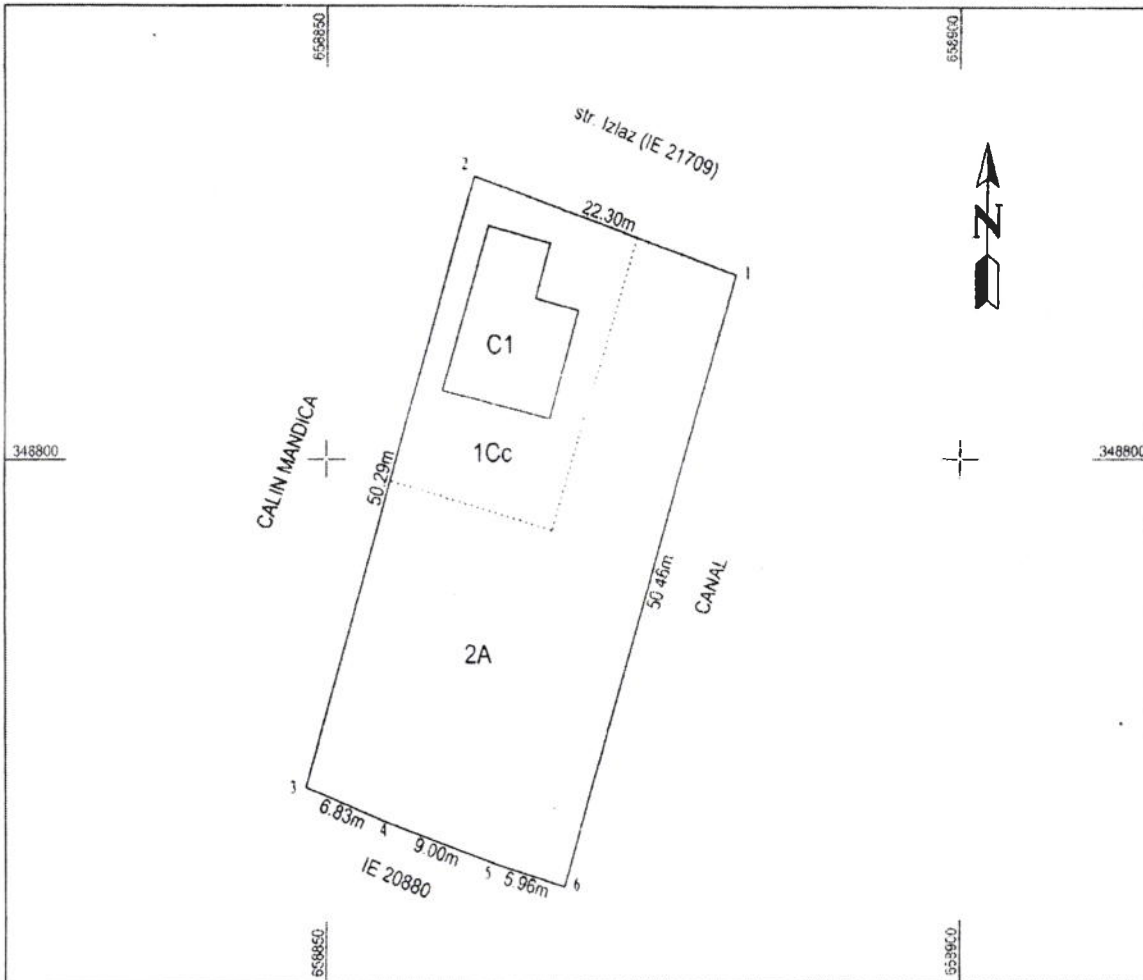 658850
658900
str. Izlaz (IE 21709)
2
22.30m
1
N
C1
348800
CALIN MANDICA
50.29m
1Cc
348800
50.46m
CANAL
2A
3
6.83m
4
9.00m
5
5.96m
6
IE 20880
658850
658900